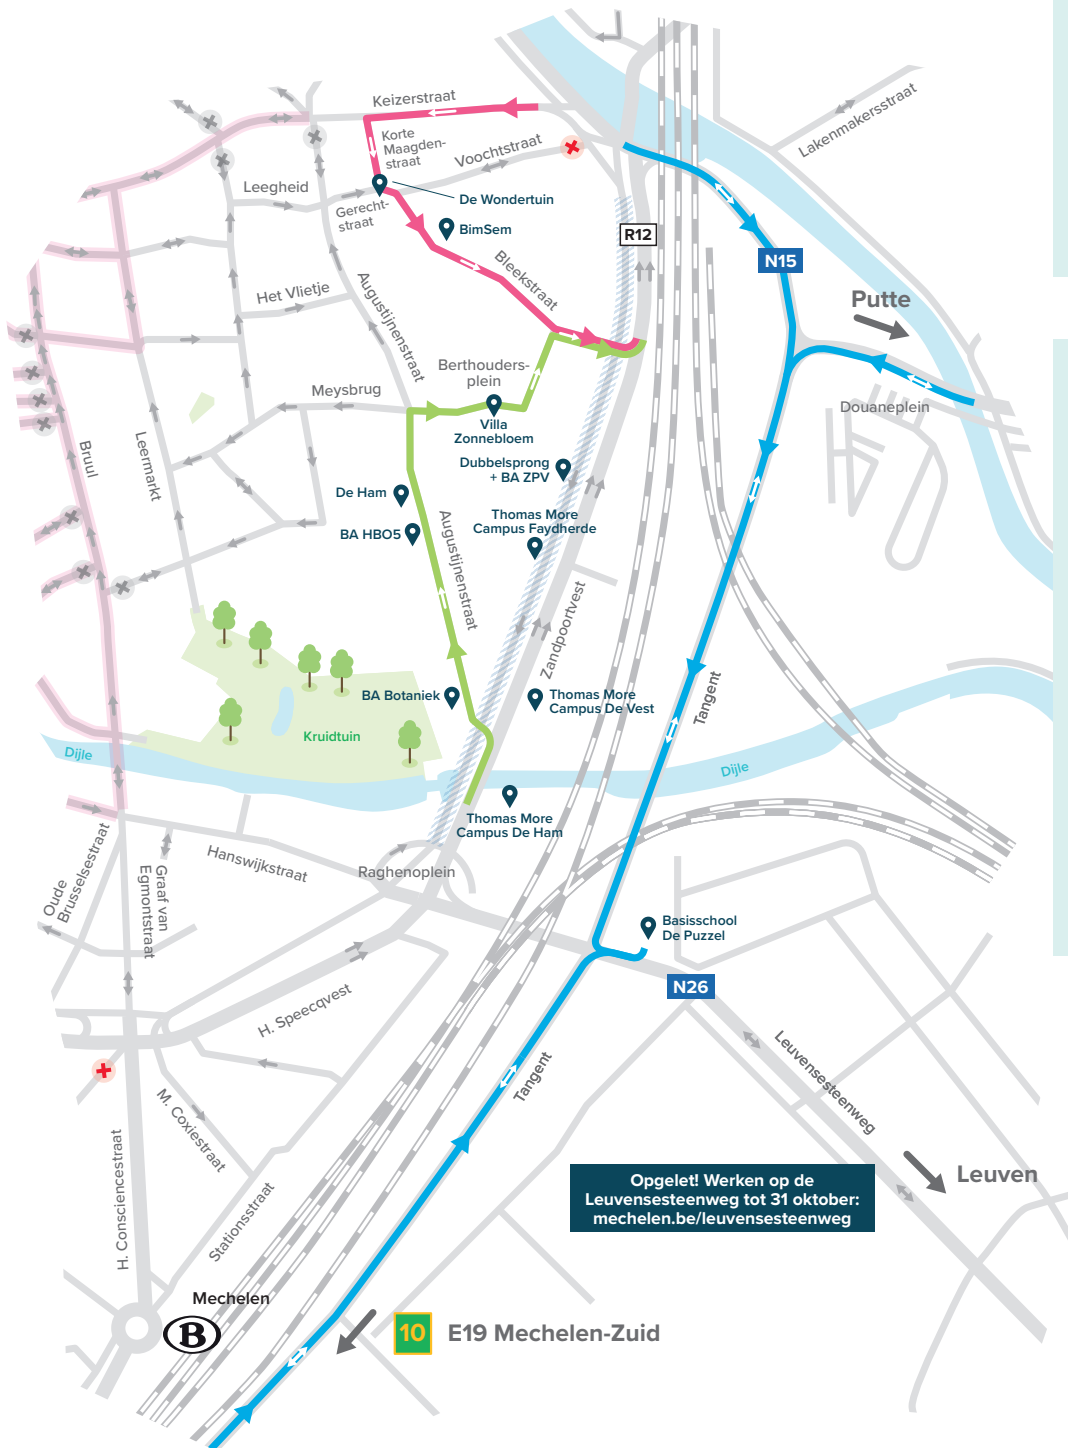 Keizerstraat
Korte
Maagden-
straat
Voochtstraat
Lakenmakersstraat
Leegheid
Gerecht-
straat
De Wondertuin
BimSem
R12
N15
Bleekstraat
Putte
Het Vlietje
Augustijnenstraat
Berthouders-
plein
Meysbrug
Douaneplein
Villa
Zonnebloem
Bruul
Leermarkt
Dubbelsprong
+ BA ZPV
De Ham
BA HBO5
Thomas More
Campus Faydherde
Augustijnenstraat
Zandpoortvest
BA Botaniek
Thomas More
Campus De Vest
Tangent
Kruidtuin
Dijle
Dijle
Thomas More
Campus De Ham
Oude
Brusselsestraat
Graaf van
Egmontstraat
Hanswijkstraat
Raghenoplein
Basisschool
De Puzzel
N26
H. Speecqvest
Leuvensesteenweg
Tangent
M. Coxiestraat
H. Consciencestraat
Stationsstraat
Opgelet! Werken op de
Leuvensesteenweg tot 31 oktober:
mechelen.be/leuvensesteenweg
Leuven
Mechelen
B
10 E19 Mechelen-Zuid